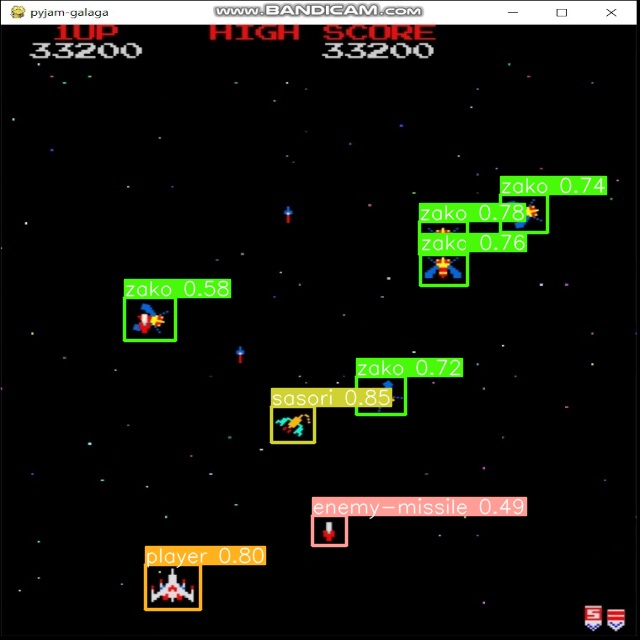 pyjam-galaga
www.BANDICAM.com
1UP HIGH SCORE
33200 33200
zako 0.74
zako 0.78
zako 0.76
zako 0.58
zako 0.72
sasori 0.85
enemy-missile 0.49
player 0.80
5